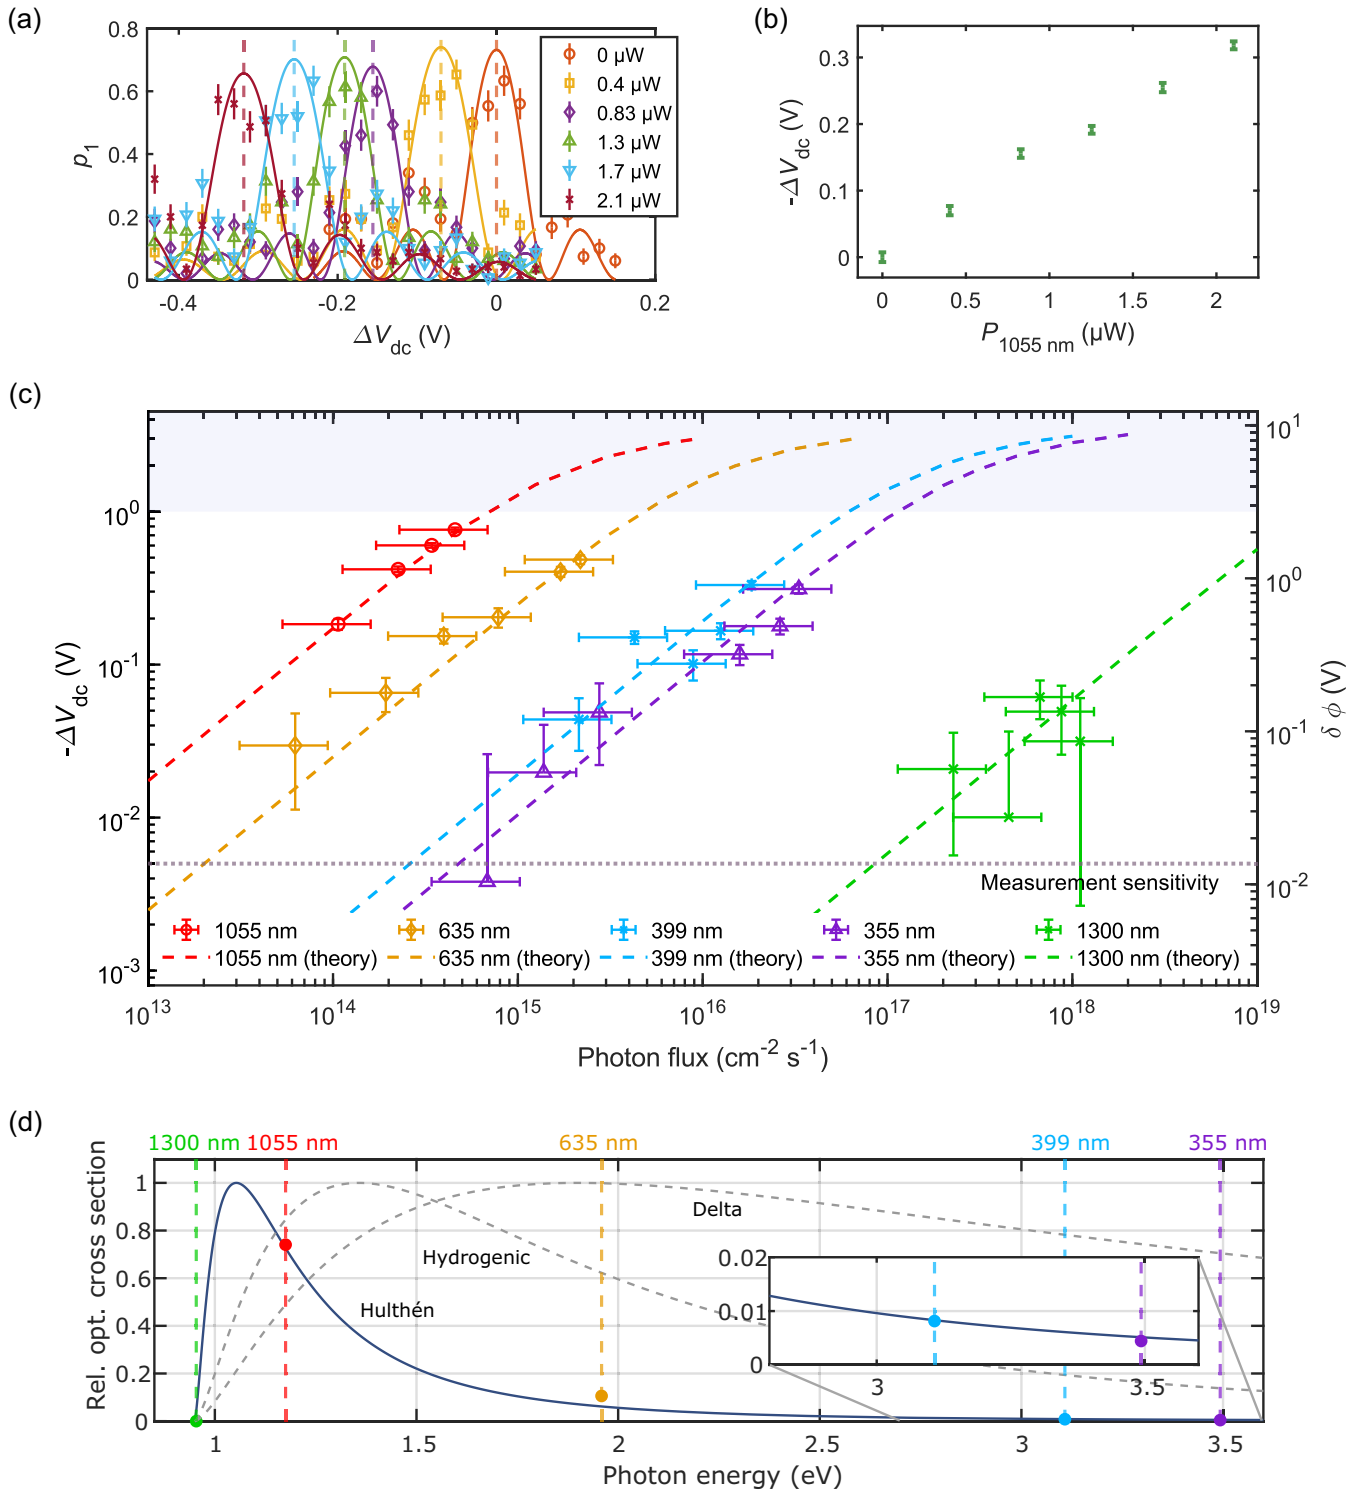 (a)
0.8
0.6
0.4
0.2
0
p1
-0.4
-0.2
0
0.2
ΔVdc (V)
0 µW
0.4 µW
0.83 µW
1.3 µW
1.7 µW
2.1 µW
(b)
0.3
0.2
0.1
0
-ΔVdc (V)
0
0.5
1
1.5
2
P1055 nm (µW)
(c)
10^0
10^-1
10^-2
10^-3
-ΔVdc (V)
10^1
10^0
10^-1
10^-2
δ ϕ (V)
Measurement sensitivity
1055 nm
635 nm
399 nm
355 nm
1300 nm
1055 nm (theory)
635 nm (theory)
399 nm (theory)
355 nm (theory)
1300 nm (theory)
10^13
10^14
10^15
10^16
10^17
10^18
10^19
Photon flux (cm^-2 s^-1)
(d)
1300 nm
1055 nm
635 nm
399 nm
355 nm
Rel. opt. cross section
1
0.8
0.6
0.4
0.2
0
Delta
Hydrogenic
Hulthén
0.02
0.01
0
3
3.5
1
1.5
2
2.5
3
3.5
Photon energy (eV)